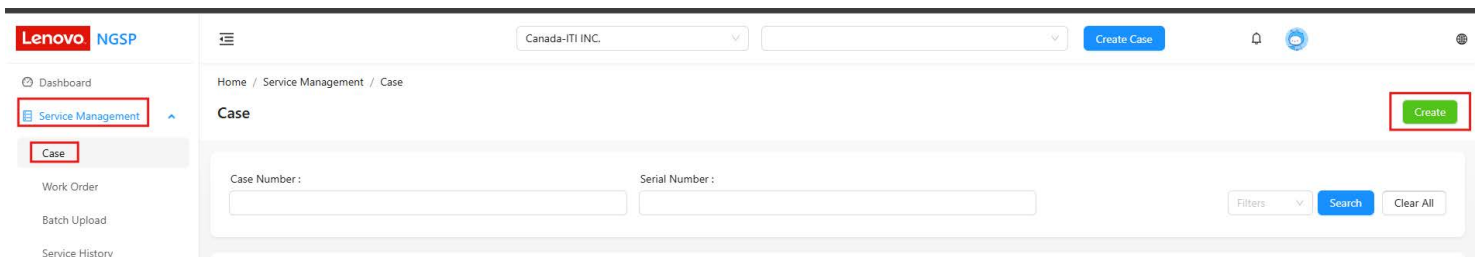 Lenovo NGSP
Canada-ITI INC.
Create Case
Dashboard
Home / Service Management / Case
Service Management
Case
Create
Case
Work Order
Case Number :
Serial Number :
Filters
Search
Clear All
Batch Upload
Service History